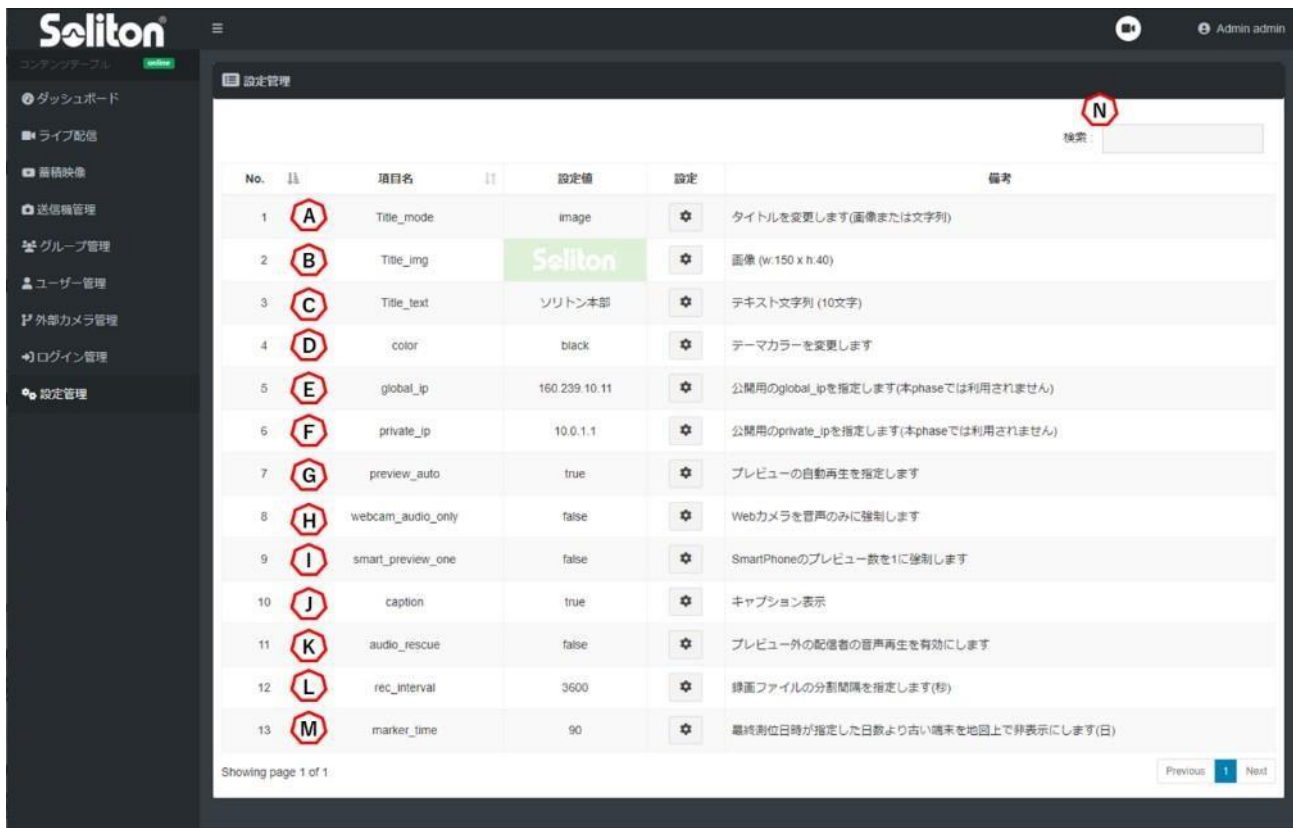 Soliton
Admin admin
コンテンツテーブル online
ダッシュボード
ライブ配信
蓄積映像
送信機管理
グループ管理
ユーザー管理
外部カメラ管理
ログイン管理
設定管理
設定管理
N
検索 :
No. 項目名 設定値 設定 備考
1 A Title_mode image タイトルを変更します(画像または文字列)
2 B Title_img Soliton 画像 (w:150 x h:40)
3 C Title_text ソリトン本部 テキスト文字列 (10文字)
4 D color black テーマカラーを変更します
5 E global_ip 160.239.10.11 公開用のglobal_ipを指定します(本phaseでは利用されません)
6 F private_ip 10.0.1.1 公開用のprivate_ipを指定します(本phaseでは利用されません)
7 G preview_auto true プレビューの自動再生を指定します
8 H webcam_audio_only false Webカメラを音声のみに強制します
9 I smart_preview_one false SmartPhoneのプレビュー数を1に強制します
10 J caption true キャプション表示
11 K audio_rescue false プレビュー外の配信者の音声再生を有効にします
12 L rec_interval 3600 録画ファイルの分割間隔を指定します(秒)
13 M marker_time 90 最終測位日時が指定した日数より古い端末を地図上で非表示にします(日)
Showing page 1 of 1
Previous 1 Next